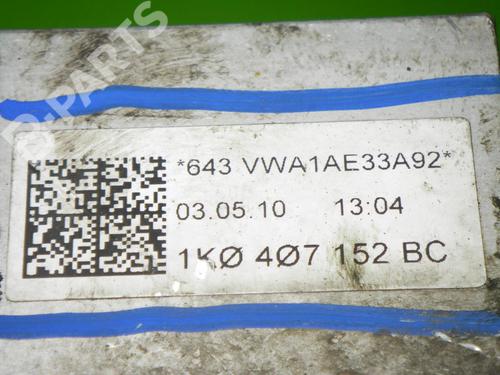 D-PARTS
*643 VWA1AE33A92*
03.05.10 13:04
1KØ 4Ø7 152 BC